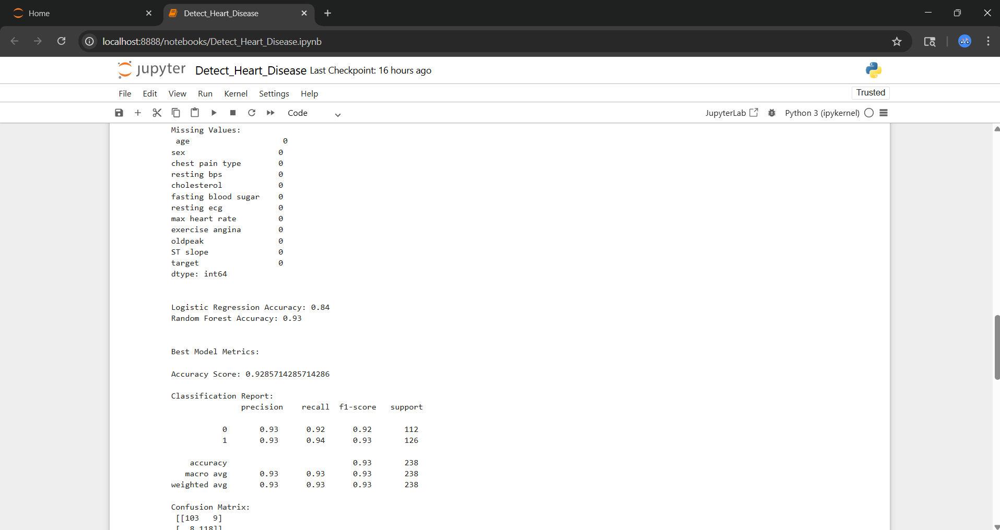 Home
Detect_Heart_Disease
localhost:8888/notebooks/Detect_Heart_Disease.ipynb
jupyter Detect_Heart_Disease Last Checkpoint: 16 hours ago
File Edit View Run Kernel Settings Help
Trusted
Code
JupyterLab
Python 3 (ipykernel)
Missing Values:
age 0
sex 0
chest pain type 0
resting bps 0
cholesterol 0
fasting blood sugar 0
resting ecg 0
max heart rate 0
exercise angina 0
oldpeak 0
ST slope 0
target 0
dtype: int64
Logistic Regression Accuracy: 0.84
Random Forest Accuracy: 0.93
Best Model Metrics:
Accuracy Score: 0.9285714285714286
Classification Report:
precision recall f1-score support
0 0.93 0.92 0.92 112
1 0.93 0.94 0.93 126
accuracy 0.93 238
macro avg 0.93 0.93 0.93 238
weighted avg 0.93 0.93 0.93 238
Confusion Matrix:
[[103 9]
[ 8 118]]